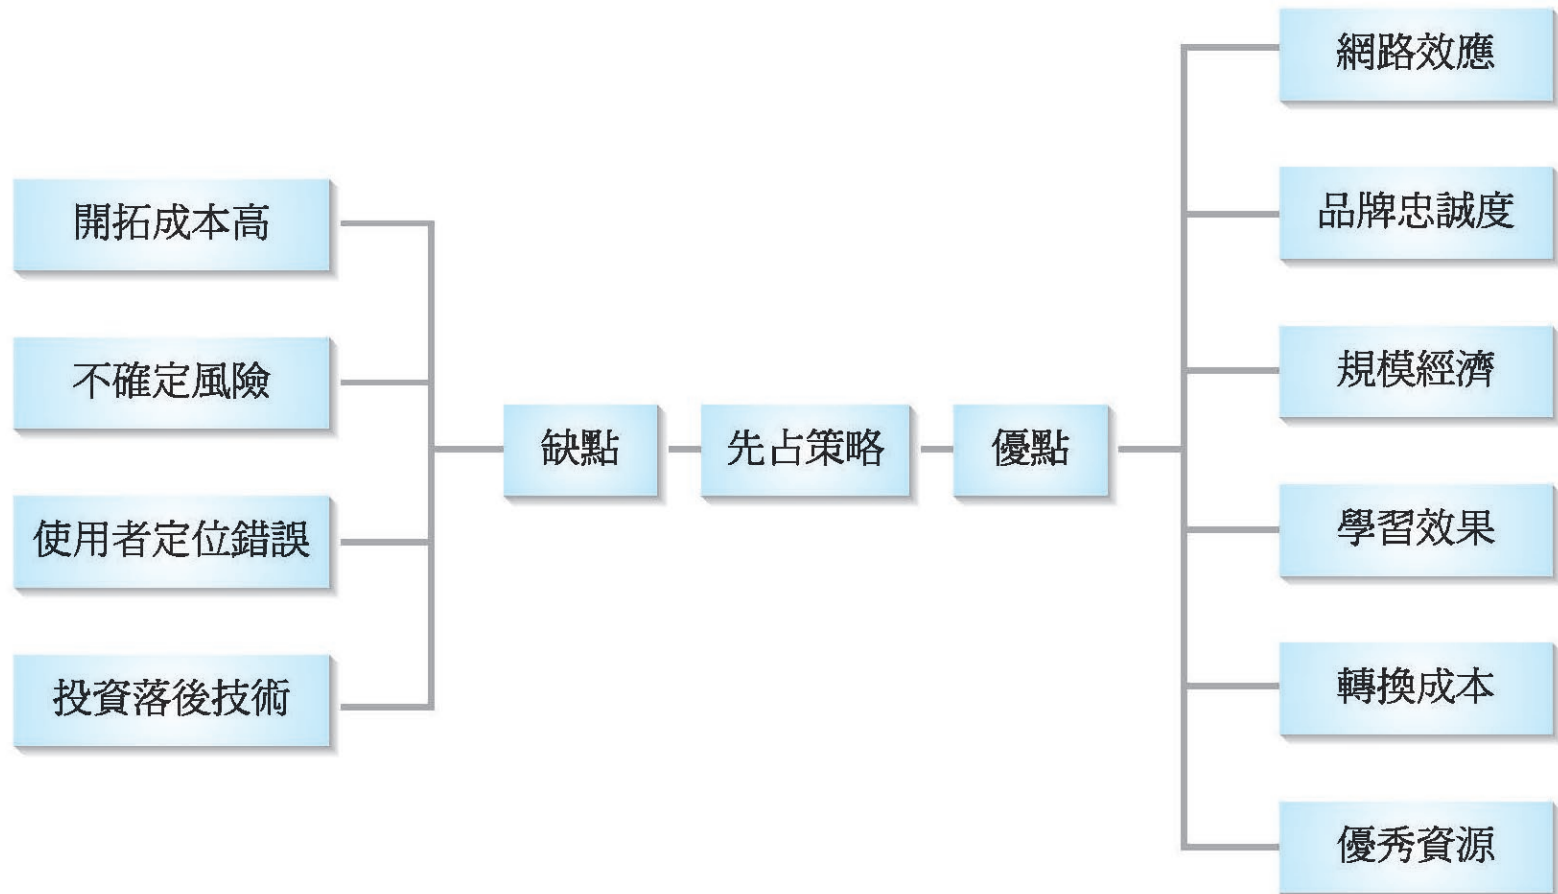 開拓成本高
不確定風險
使用者定位錯誤
投資落後技術
缺點
先占策略
優點
網路效應
品牌忠誠度
規模經濟
學習效果
轉換成本
優秀資源